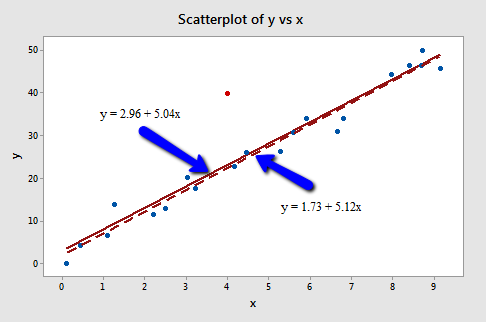 Scatterplot of y vs x
50
40
30
20
10
0
y
y = 2.96 + 5.04x
y = 1.73 + 5.12x
0 1 2 3 4 5 6 7 8 9
x